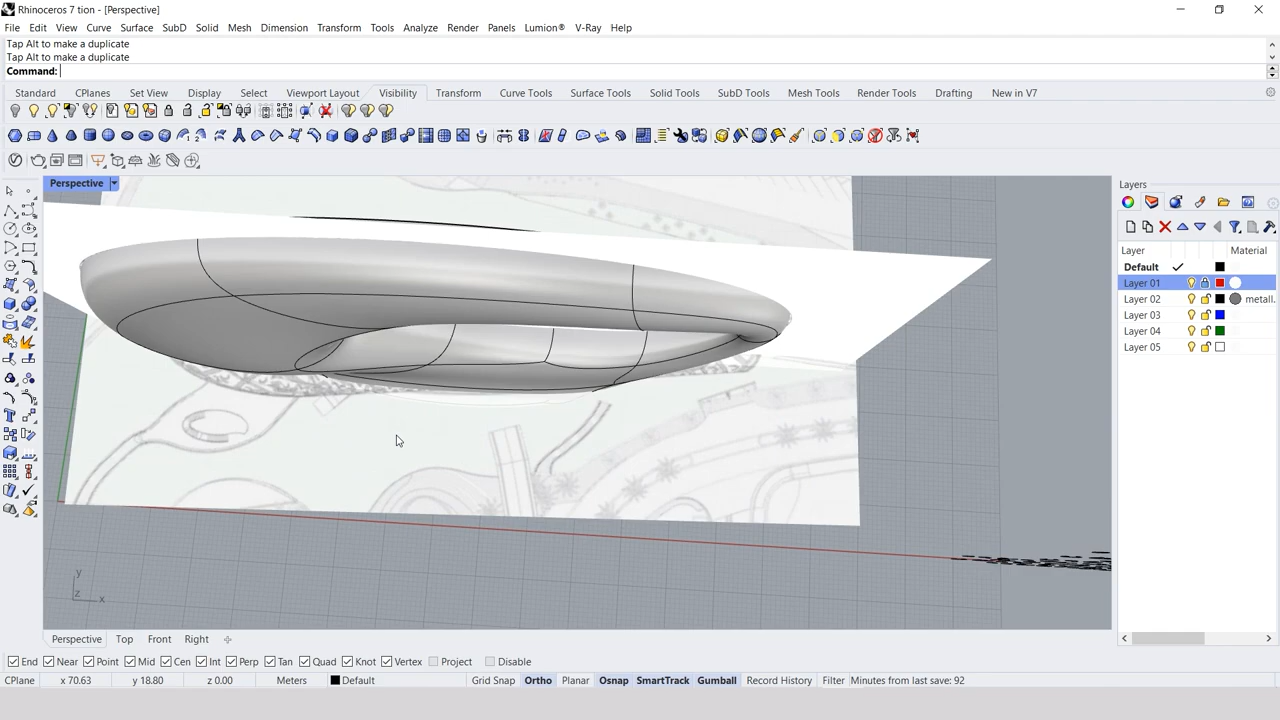 Rhinoceros 7 tion - [Perspective]
File Edit View Curve Surface SubD Solid Mesh Dimension Transform Tools Analyze Render Panels Lumion® V-Ray Help
Tap Alt to make a duplicate
Tap Alt to make a duplicate
Command:
Standard CPlanes Set View Display Select Viewport Layout Visibility Transform Curve Tools Surface Tools Solid Tools SubD Tools Mesh Tools Render Tools Drafting New in V7
Perspective
Layers
Layer Material
Default
Layer 01
Layer 02 metall.
Layer 03
Layer 04
Layer 05
y
z x
Perspective Top Front Right
End Near Point Mid Cen Int Perp Tan Quad Knot Vertex Project Disable
CPlane x 70.63 y 18.80 z 0.00 Meters Default Grid Snap Ortho Planar Osnap SmartTrack Gumball Record History Filter Minutes from last save: 92